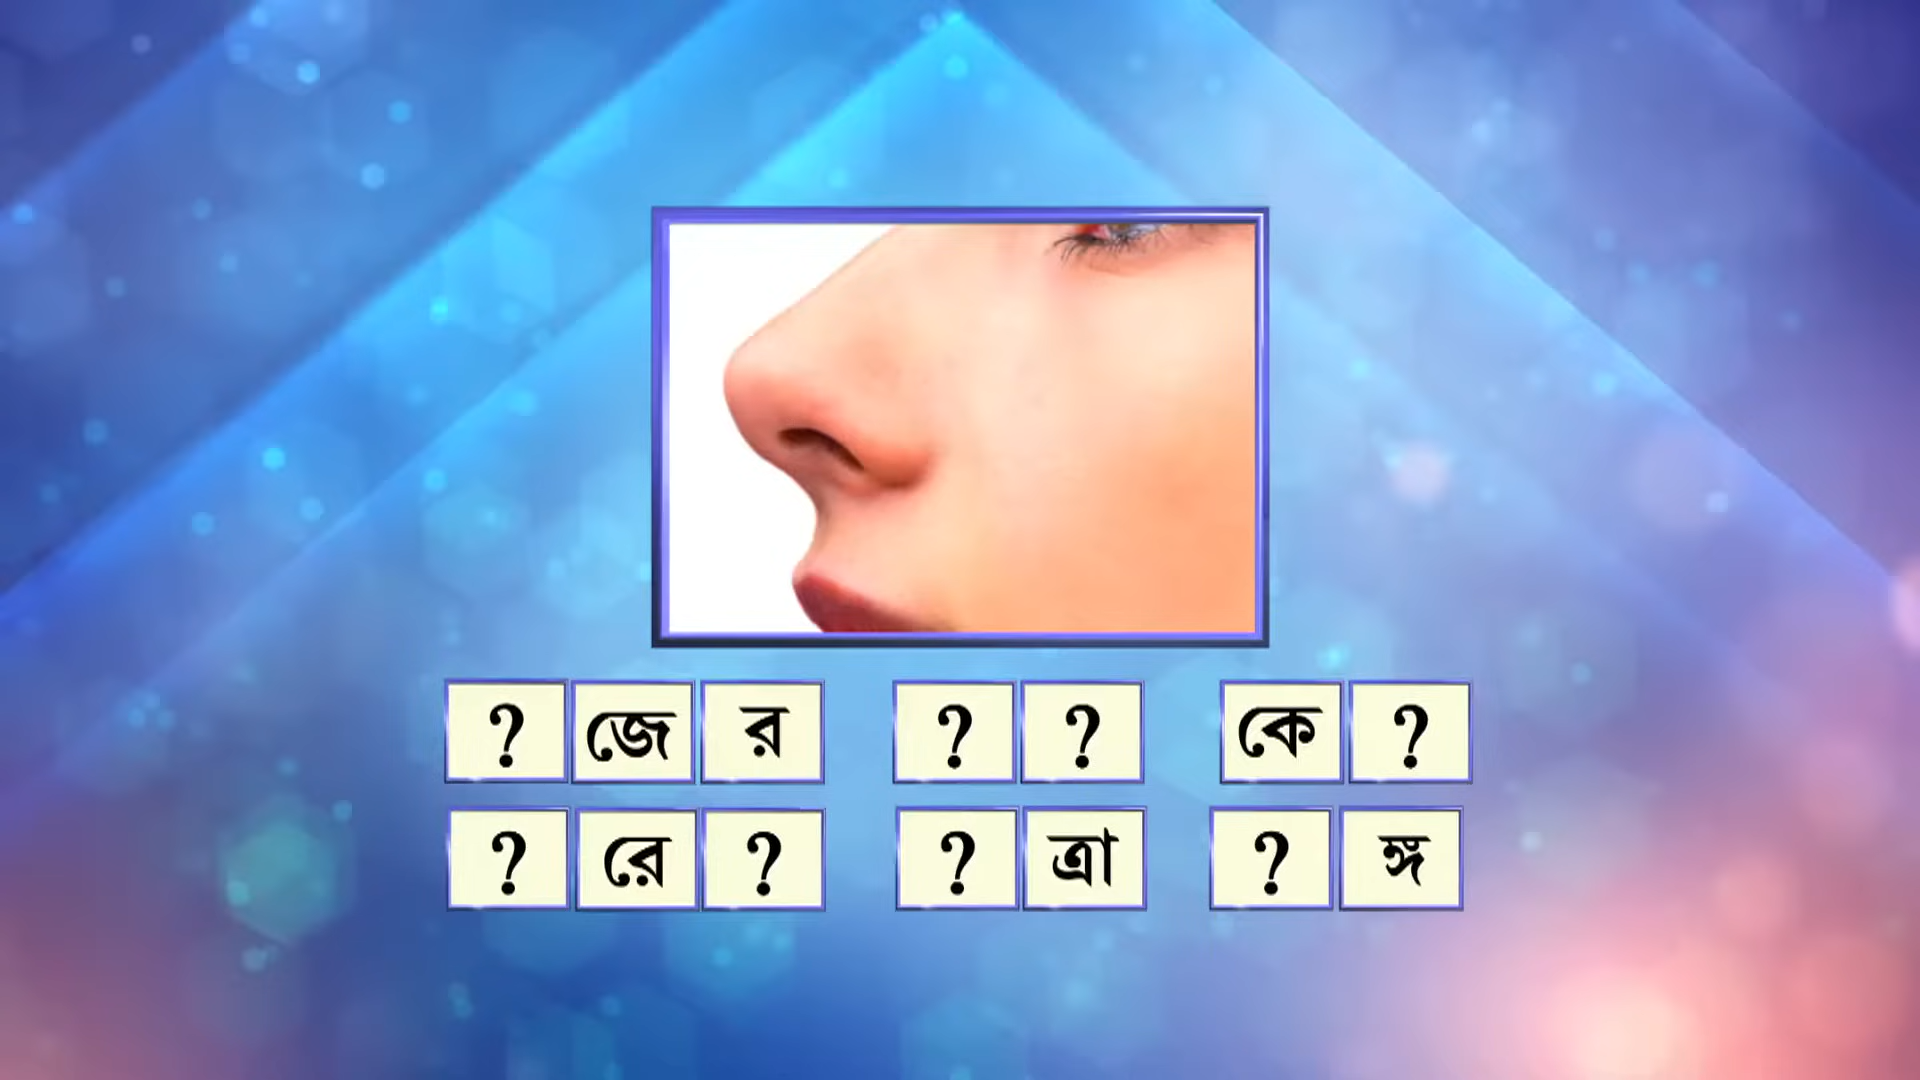 ? জে র ? ? কে ?
? রে ? ? ত্রা ? ঙ্গ